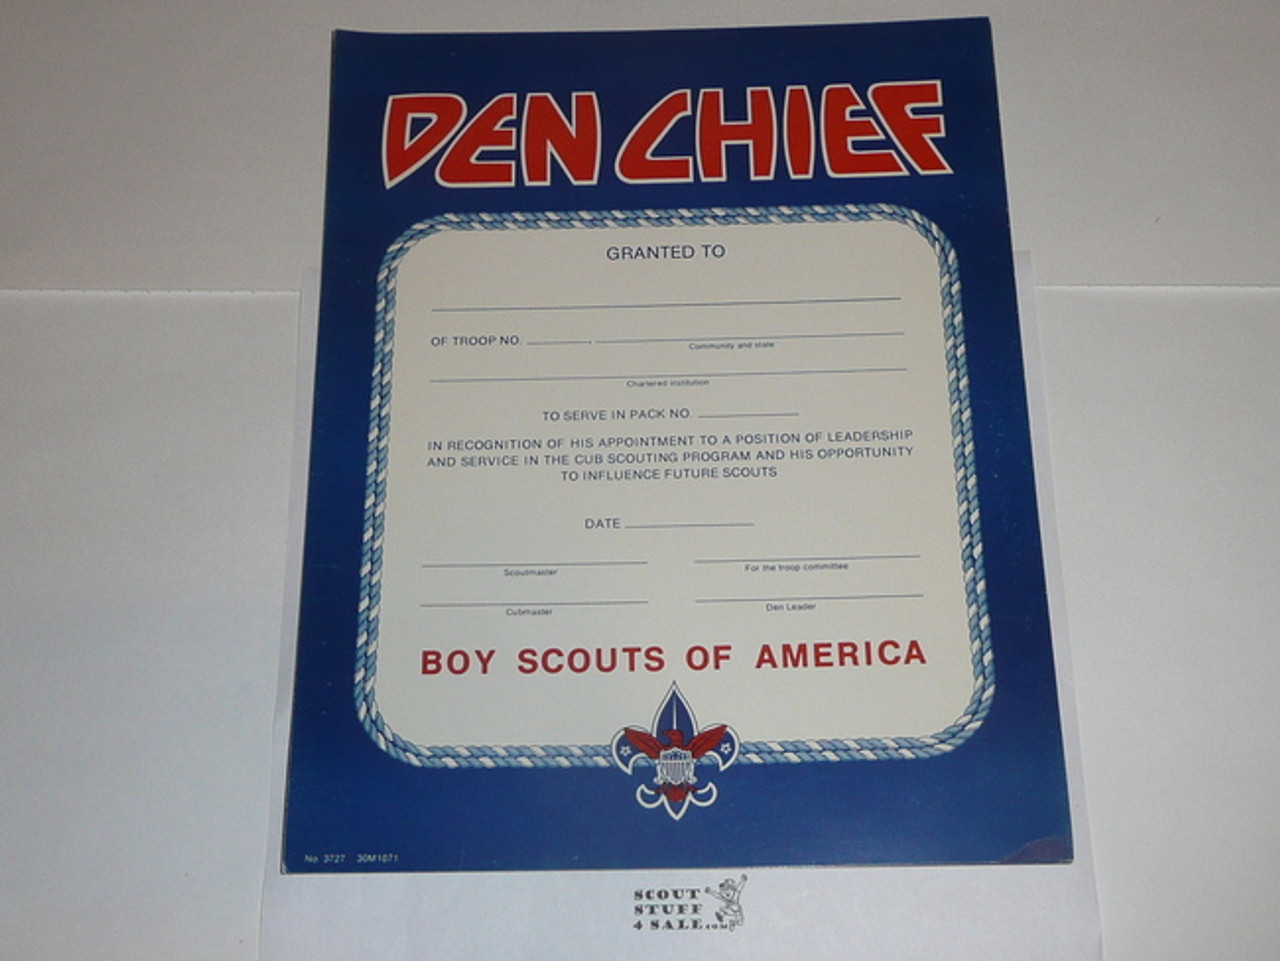 DEN CHIEF
GRANTED TO
OF TROOP NO.
Community and state
Chartered institution
TO SERVE IN PACK NO.
IN RECOGNITION OF HIS APPOINTMENT TO A POSITION OF LEADERSHIP
AND SERVICE IN THE CUB SCOUTING PROGRAM AND HIS OPPORTUNITY
TO INFLUENCE FUTURE SCOUTS
DATE
Scoutmaster For the troop committee
Cubmaster Den Leader
BOY SCOUTS OF AMERICA
No. 3727 30M1071
SCOUT
STUFF
4 SALE.COM